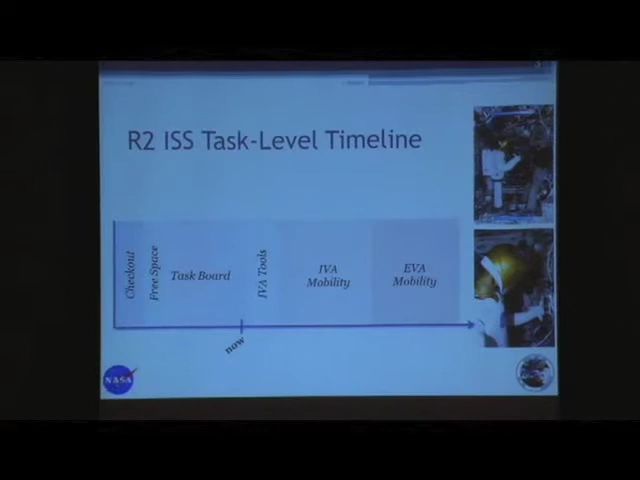 R2 ISS Task-Level Timeline
Checkout
Free Space
Task Board
IVA Tools
IVA
Mobility
EVA
Mobility
now
NASA